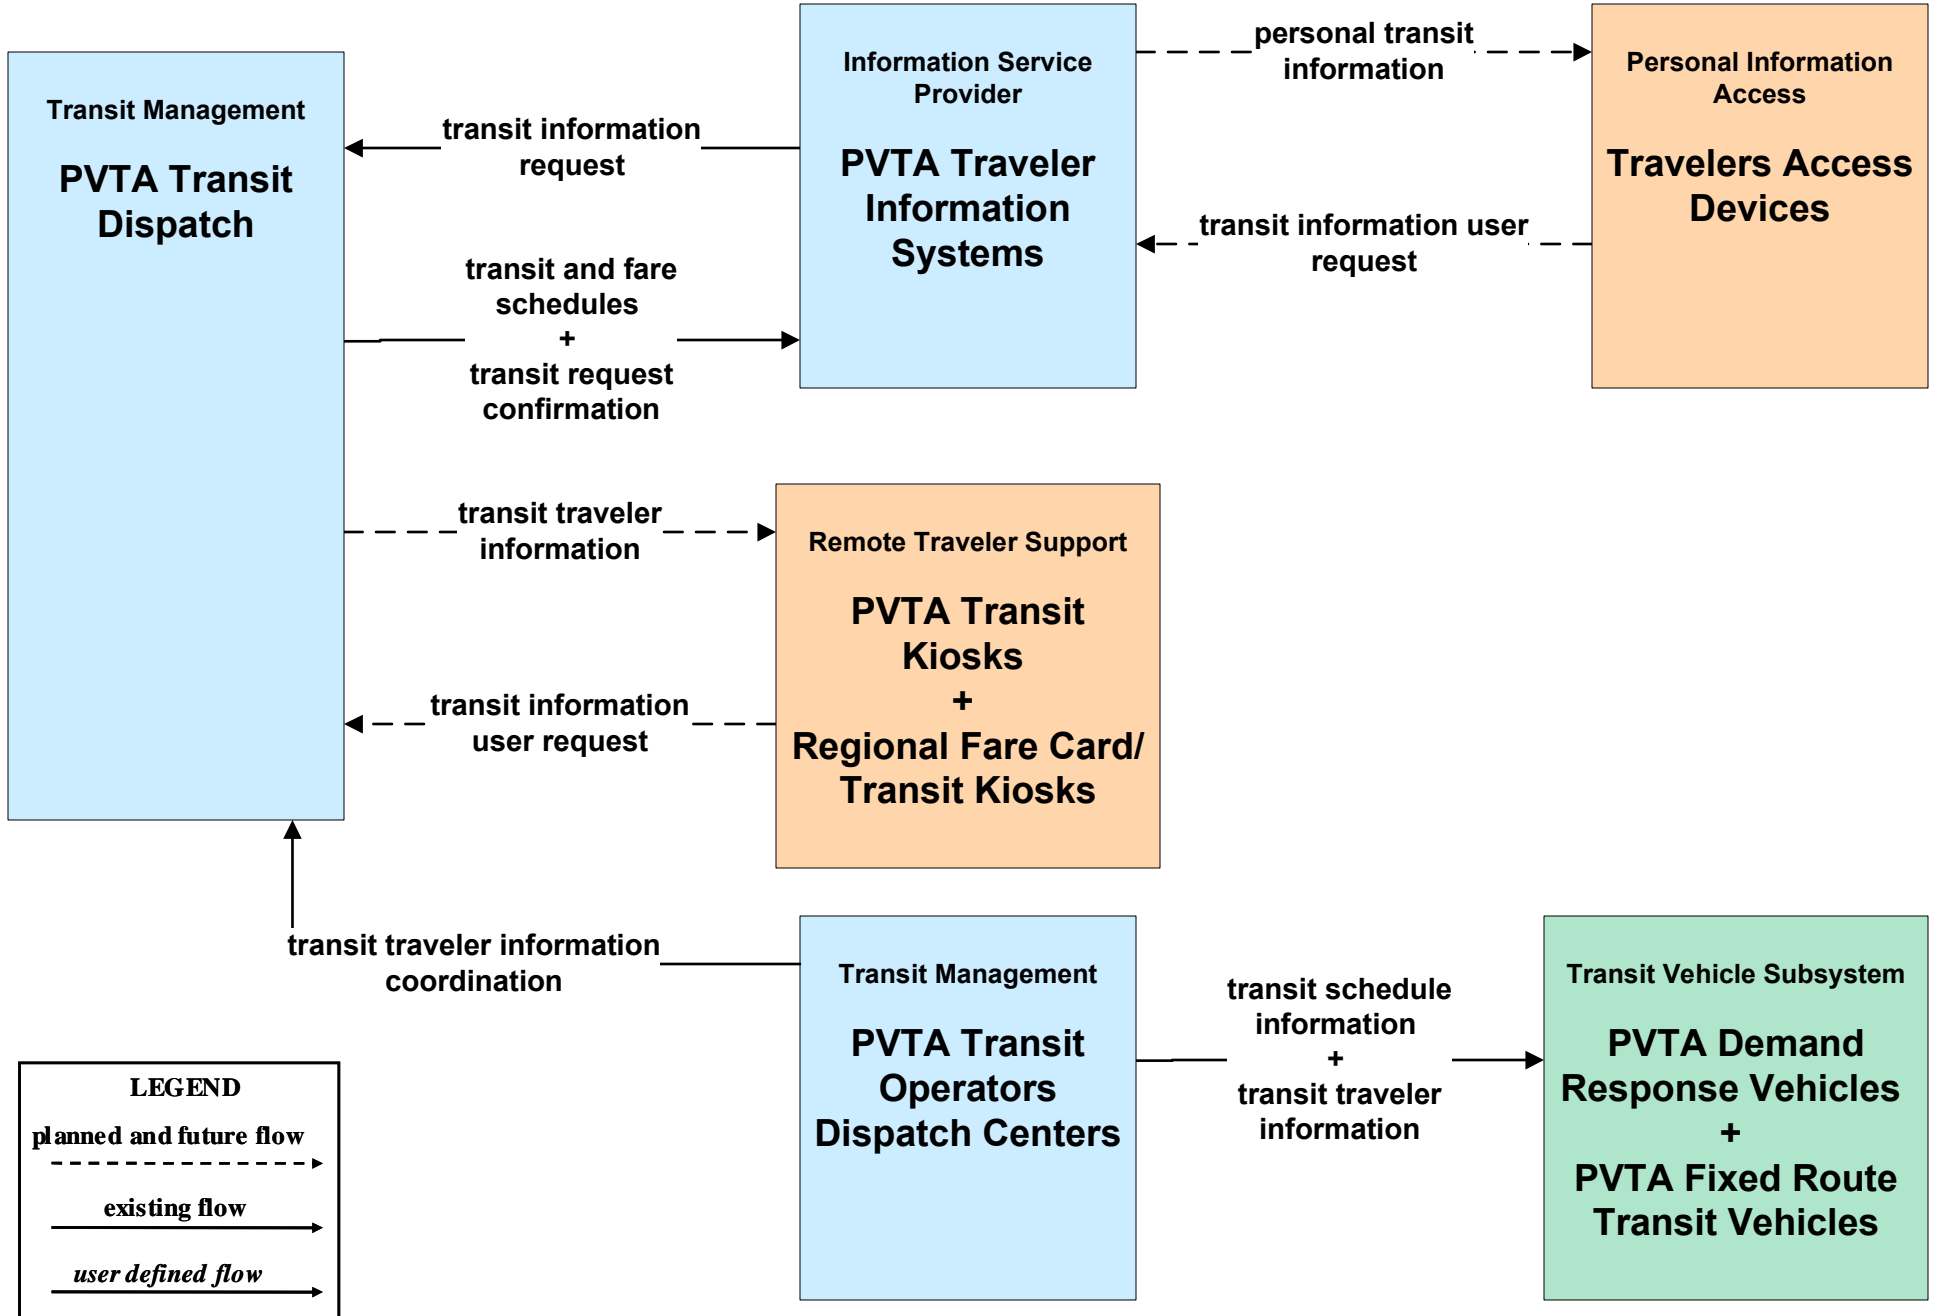 Transit Management
PVTA Transit
Dispatch
transit information
request
Information Service
Provider
PVTA Traveler
Information
Systems
personal transit
information
Personal Information
Access
Travelers Access
Devices
transit information user
request
transit and fare
schedules
+
transit request
confirmation
transit traveler
information
Remote Traveler Support
PVTA Transit
Kiosks
+
Regional Fare Card/
Transit Kiosks
transit information
user request
transit traveler information
coordination
Transit Management
PVTA Transit
Operators
Dispatch Centers
transit schedule
information
+
transit traveler
information
Transit Vehicle Subsystem
PVTA Demand
Response Vehicles
+
PVTA Fixed Route
Transit Vehicles
LEGEND
planned and future flow
existing flow
user defined flow